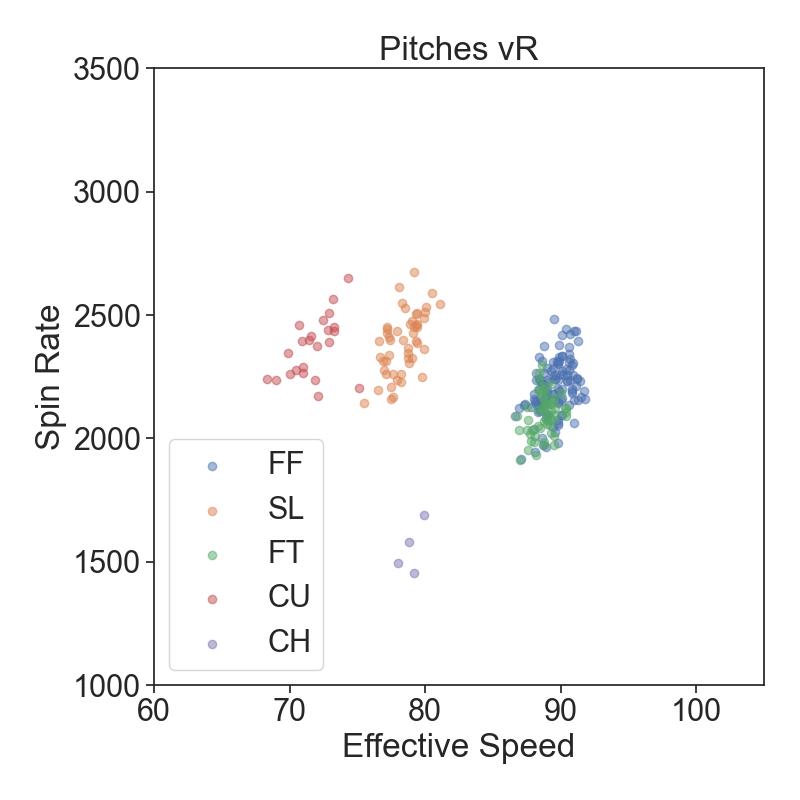 Pitches vR
3500
3000
2500
2000
1500
1000
Spin Rate
FF
SL
FT
CU
CH
60 70 80 90 100
Effective Speed